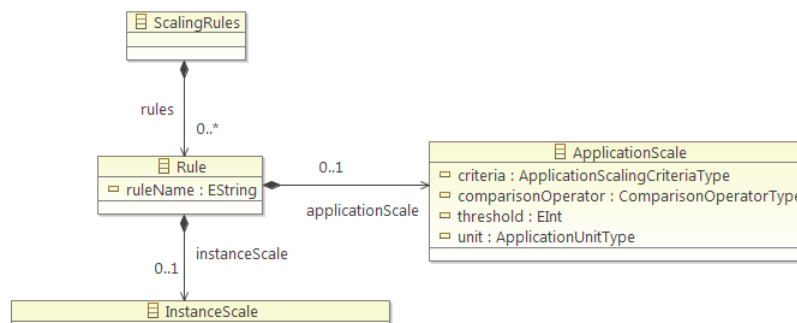 ScalingRules
rules
0..*
Rule
ruleName : EString
0..1
applicationScale
ApplicationScale
criteria : ApplicationScalingCriteriaType
comparisonOperator : ComparisonOperatorType
threshold : EInt
unit : ApplicationUnitType
instanceScale
0..1
InstanceScale